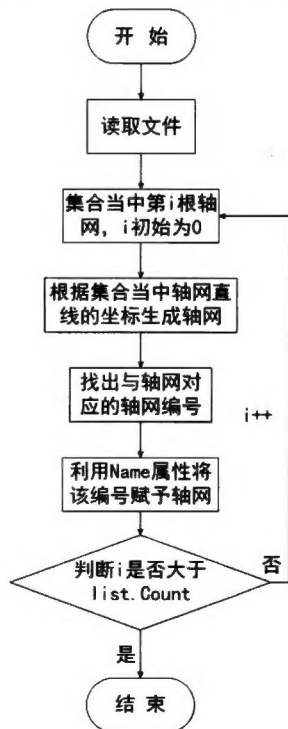 开 始
读取文件
集合当中第i根轴
网，i初始为0
根据集合当中轴网直
线的坐标生成轴网
找出与轴网对
应的轴网编号
i++
利用Name属性将
该编号赋予轴网
判断i是否大于
list.Count
否
是
结 束